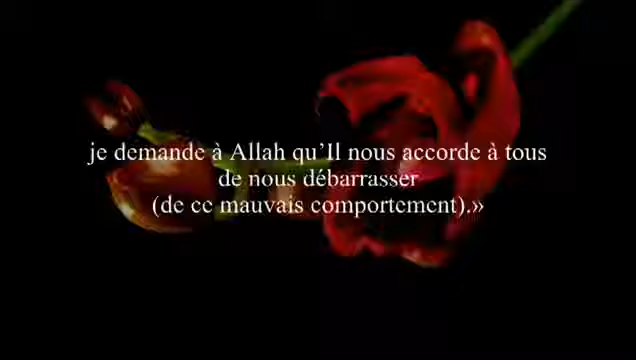 je demande à Allah qu’Il nous accorde à tous
de nous débarrasser
(de ce mauvais comportement).»